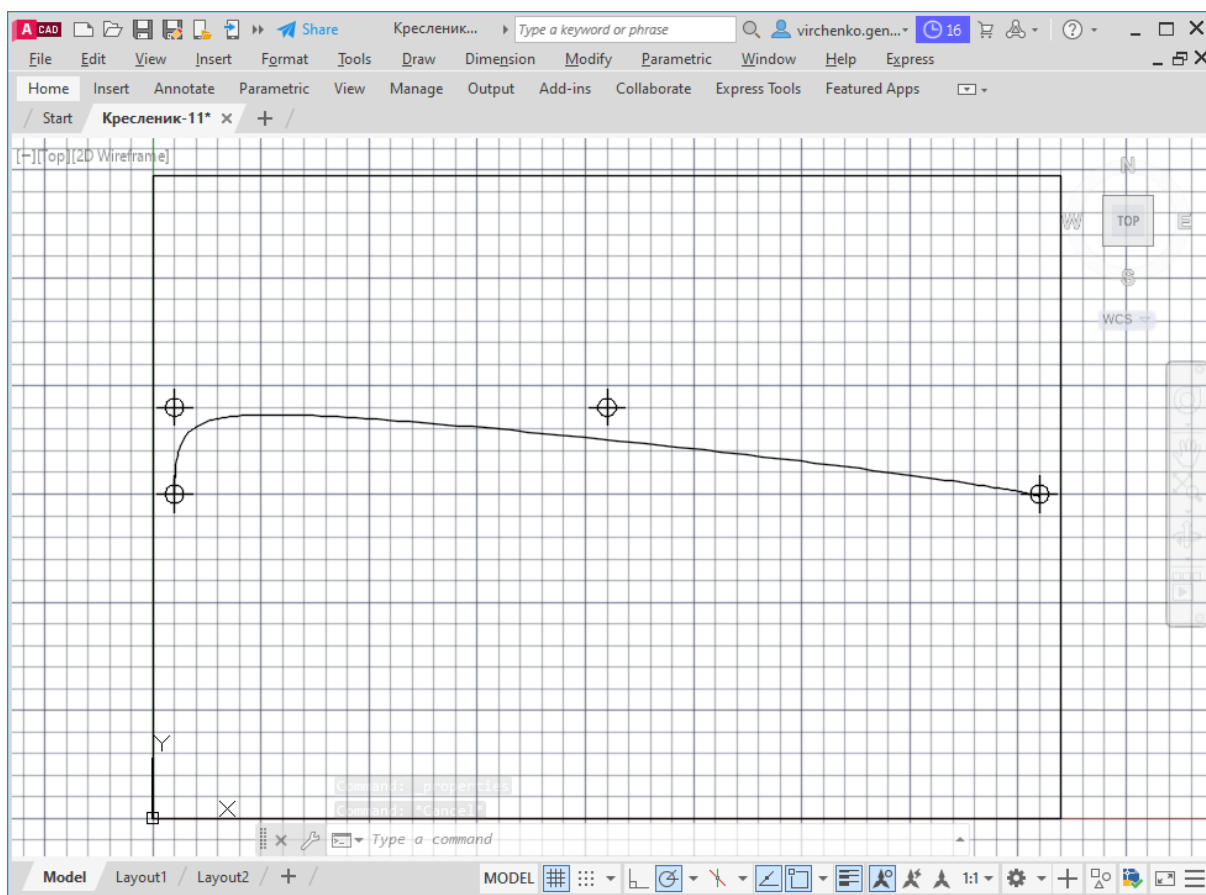 A CAD Share Кресленик... Type a keyword or phrase virchenko.gen... 16 ?
File Edit View Insert Format Tools Draw Dimension Modify Parametric Window Help Express
Home Insert Annotate Parametric View Manage Output Add-ins Collaborate Express Tools Featured Apps
Start Кресленик-11*
[−][Top][2D Wireframe]
N
W TOP E
S
WCS
Y
X
Command: _properties
Command: *Cancel*
Type a command
Model Layout1 Layout2 MODEL 1:1